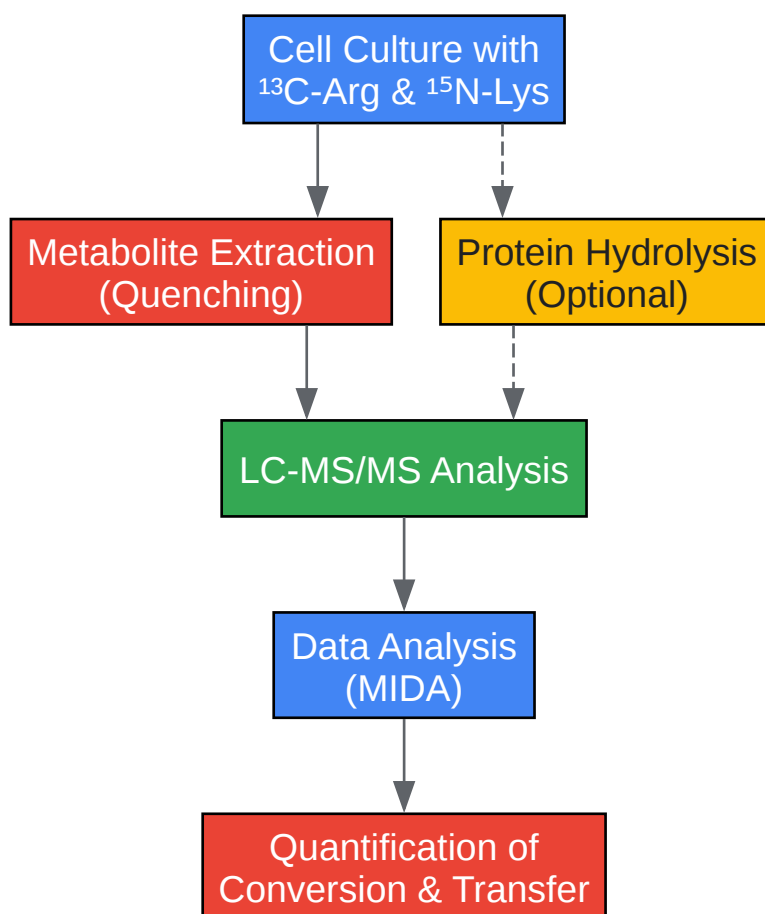 Cell Culture with
¹³C-Arg & ¹⁵N-Lys
Metabolite Extraction
(Quenching)
Protein Hydrolysis
(Optional)
LC-MS/MS Analysis
Data Analysis
(MIDA)
Quantification of
Conversion & Transfer